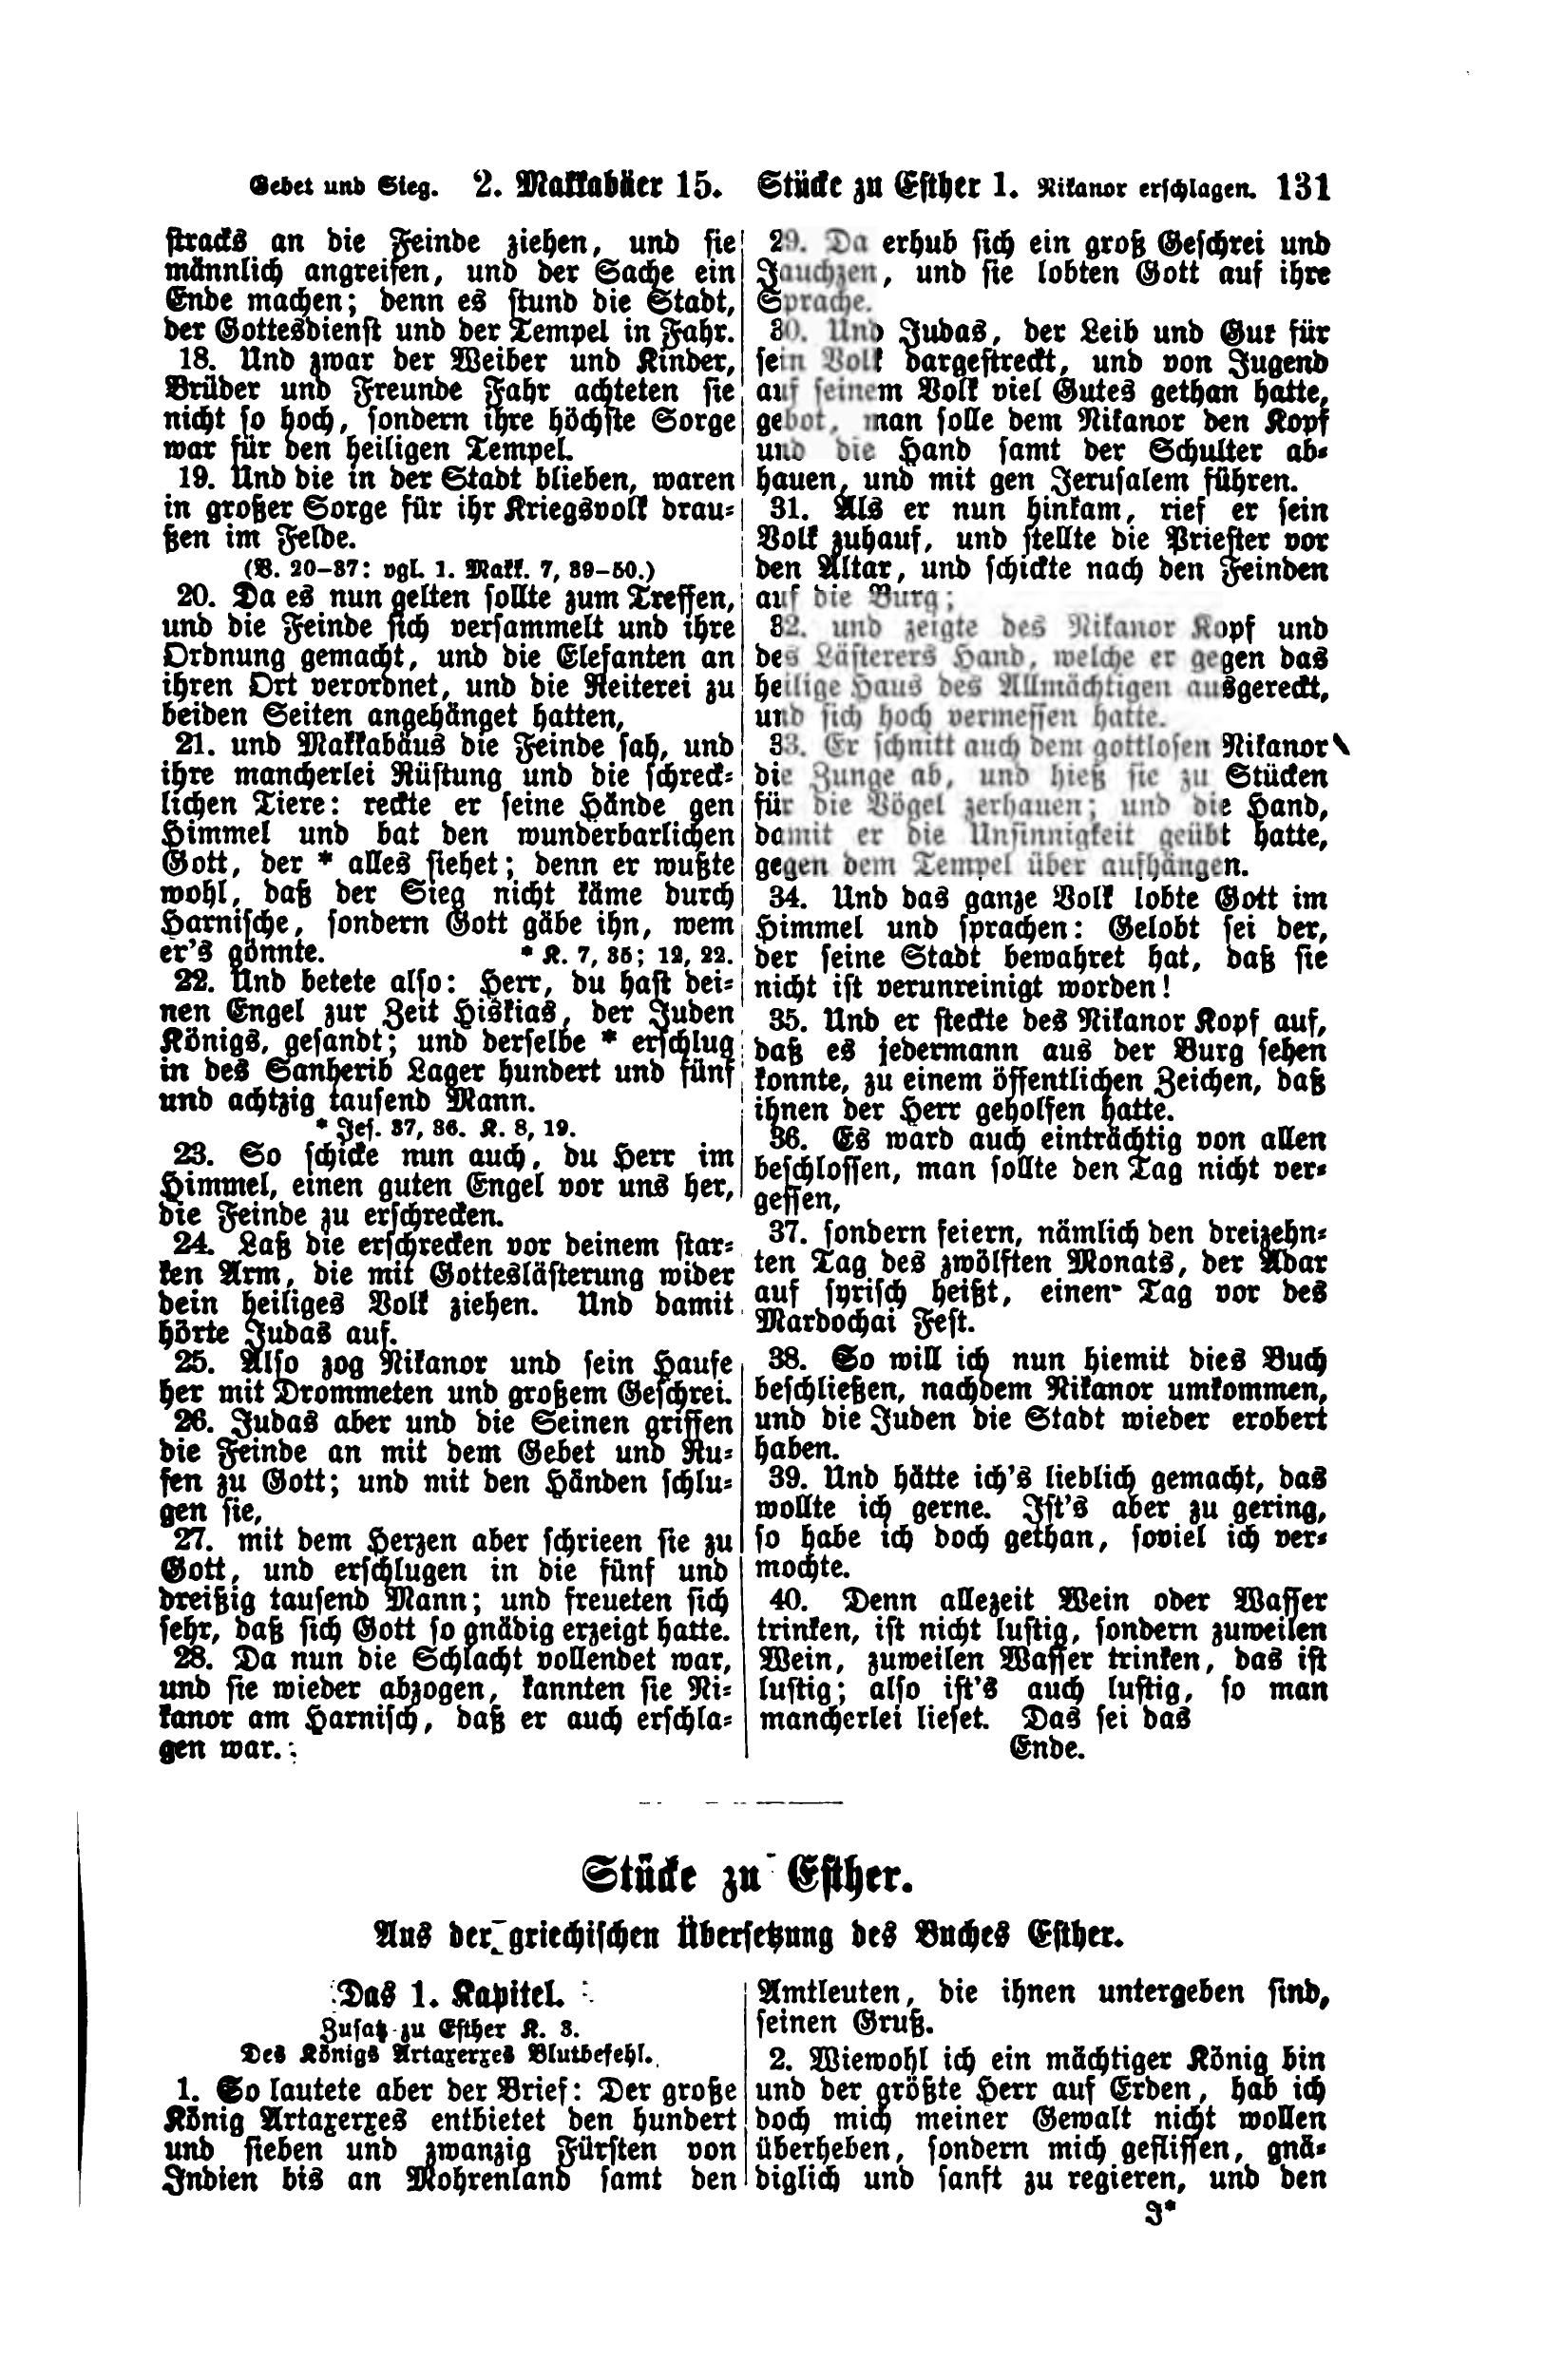 Gebet und Sieg. 2. Makkabäer 15. Stücke zu Esther 1. Nikanor erschlagen. 131
stracks an die Feinde ziehen, und sie
männlich angreifen, und der Sache ein
Ende machen; denn es stund die Stadt,
der Gottesdienst und der Tempel in Fahr.
18. Und zwar der Weiber und Kinder,
Brüder und Freunde Fahr achteten sie
nicht so hoch, sondern ihre höchste Sorge
war für den heiligen Tempel.
19. Und die in der Stadt blieben, waren
in großer Sorge für ihr Kriegsvolk drau-
ßen im Felde.
(V. 20-37: vgl. 1. Makk. 7, 39-50.)
20. Da es nun gelten sollte zum Treffen,
und die Feinde sich versammelt und ihre
Ordnung gemacht, und die Elefanten an
ihren Ort verordnet, und die Reiterei zu
beiden Seiten angehänget hatten,
21. und Makkabäus die Feinde sah, und
ihre mancherlei Rüstung und die schreck-
lichen Tiere: reckte er seine Hände gen
Himmel und bat den wunderbarlichen
Gott, der * alles siehet; denn er wußte
wohl, daß der Sieg nicht käme durch
Harnische, sondern Gott gäbe ihn, wem
er's gönnte. * K. 7, 35; 12, 22.
22. Und betete also: Herr, du hast dei-
nen Engel zur Zeit Hiskias, der Juden
Königs, gesandt; und derselbe * erschlug
in des Sanherib Lager hundert und fünf
und achtzig tausend Mann.
* Jes. 37, 36. K. 8, 19.
23. So schicke nun auch, du Herr im
Himmel, einen guten Engel vor uns her,
die Feinde zu erschrecken.
24. Laß die erschrecken vor deinem star-
ken Arm, die mit Gotteslästerung wider
dein heiliges Volk ziehen. Und damit
hörte Judas auf.
25. Also zog Nikanor und sein Haufe
her mit Drommeten und großem Geschrei.
26. Judas aber und die Seinen griffen
die Feinde an mit dem Gebet und Ru-
fen zu Gott; und mit den Händen schlu-
gen sie,
27. mit dem Herzen aber schrieen sie zu
Gott, und erschlugen in die fünf und
dreißig tausend Mann; und freueten sich
sehr, daß sich Gott so gnädig erzeigt hatte.
28. Da nun die Schlacht vollendet war,
und sie wieder abzogen, kannten sie Ni-
kanor am Harnisch, daß er auch erschla-
gen war.
29. Da erhub sich ein groß Geschrei und
Jauchzen, und sie lobten Gott auf ihre
Sprache.
30. Und Judas, der Leib und Gut für
sein Volk dargestreckt, und von Jugend
auf seinem Volk viel Gutes gethan hatte,
gebot, man solle dem Nikanor den Kopf
und die Hand samt der Schulter ab-
hauen, und mit gen Jerusalem führen.
31. Als er nun hinkam, rief er sein
Volk zuhauf, und stellte die Priester vor
den Altar, und schickte nach den Feinden
auf die Burg;
32. und zeigte des Nikanor Kopf und
des Lästerers Hand, welche er gegen das
heilige Haus des Allmächtigen ausgereckt,
und sich hoch vermessen hatte.
33. Er schnitt auch dem gottlosen Nikanor
die Zunge ab, und hieß sie zu Stücken
für die Vögel zerhauen; und die Hand,
damit er die Unsinnigkeit geübt hatte,
gegen dem Tempel über aufhängen.
34. Und das ganze Volk lobte Gott im
Himmel und sprachen: Gelobt sei der,
der seine Stadt bewahret hat, daß sie
nicht ist verunreinigt worden!
35. Und er steckte des Nikanor Kopf auf,
daß es jedermann aus der Burg sehen
konnte, zu einem öffentlichen Zeichen, daß
ihnen der Herr geholfen hatte.
36. Es ward auch einträchtig von allen
beschlossen, man sollte den Tag nicht ver-
gessen,
37. sondern feiern, nämlich den dreizehn-
ten Tag des zwölften Monats, der Adar
auf syrisch heißt, einen Tag vor des
Mardochai Fest.
38. So will ich nun hiemit dies Buch
beschließen, nachdem Nikanor umkommen,
und die Juden die Stadt wieder erobert
haben.
39. Und hätte ich's lieblich gemacht, das
wollte ich gerne. Ist's aber zu gering,
so habe ich doch gethan, soviel ich ver-
mochte.
40. Denn allezeit Wein oder Wasser
trinken, ist nicht lustig, sondern zuweilen
Wein, zuweilen Wasser trinken, das ist
lustig; also ist's auch lustig, so man
mancherlei lieset. Das sei das
Ende.
Stücke zu Esther.
Aus der griechischen Übersetzung des Buches Esther.
Das 1. Kapitel.
Zusatz zu Esther K. 3.
Des Königs Artaxerxes Blutbefehl.
1. So lautete aber der Brief: Der große
König Artaxerxes entbietet den hundert
und sieben und zwanzig Fürsten von
Indien bis an Mohrenland samt den
Amtleuten, die ihnen untergeben sind,
seinen Gruß.
2. Wiewohl ich ein mächtiger König bin
und der größte Herr auf Erden, hab ich
doch mich meiner Gewalt nicht wollen
überheben, sondern mich geflissen, gnä-
diglich und sanft zu regieren, und den
J*